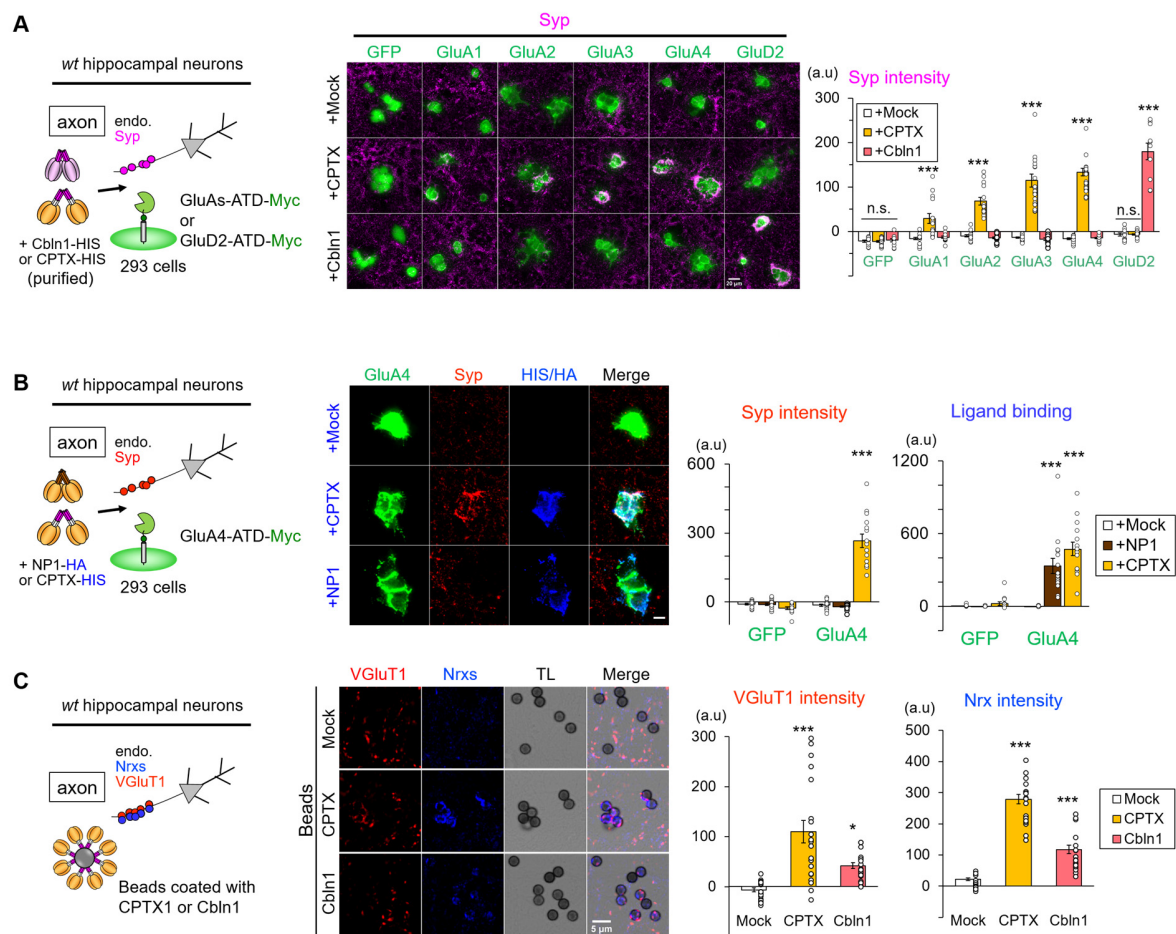 A
wt hippocampal neurons
axon
endo.
Syp
GluAs-ATD-Myc
or
GluD2-ATD-Myc
+ Cbln1-HIS
or CPTX-HIS
(purified)
293 cells
Syp
GFP GluA1 GluA2 GluA3 GluA4 GluD2
+Mock
+CPTX
+Cbln1
20 μm
(a.u) Syp intensity
300
200
100
0
+Mock
+CPTX
+Cbln1
n.s. *** *** *** *** n.s. ***
GFP GluA1 GluA2 GluA3 GluA4 GluD2
B
wt hippocampal neurons
axon
endo.
Syp
GluA4-ATD-Myc
+ NP1-HA
or CPTX-HIS
293 cells
GluA4 Syp HIS/HA Merge
+Mock
+CPTX
+NP1
Syp intensity
(a.u)
600
300
0
***
GFP GluA4
Ligand binding
(a.u)
1200
600
0
*** ***
GFP GluA4
+Mock
+NP1
+CPTX
C
wt hippocampal neurons
axon
endo.
Nrxs
VGluT1
Beads coated with
CPTX1 or Cbln1
VGluT1 Nrxs TL Merge
Beads
Mock
CPTX
Cbln1
5 μm
VGluT1 intensity
(a.u)
300
200
100
0
*** *
Mock CPTX Cbln1
Nrx intensity
(a.u)
500
400
300
200
100
0
*** ***
Mock CPTX Cbln1
Mock
CPTX
Cbln1